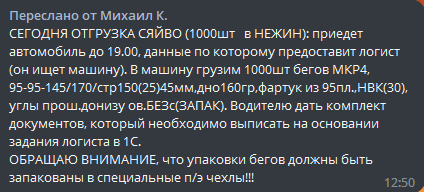 Переслано от Михаил К.
СЕГОДНЯ ОТГРУЗКА СЯЙВО (1000шт  в НЕЖИН): приедет
автомобиль до 19.00, данные по которому предоставит логист
(он ищет машину). В машину грузим 1000шт бегов МКР4,
95-95-145/170/стр150(25)45мм,дно160гр,фартук из 95пл.,НВК(30),
углы прош.донизу ов.БЕЗс(ЗАПАК). Водителю дать комплект
документов, который необходимо выписать на основании
задания логиста в 1С.
ОБРАЩАЮ ВНИМАНИЕ, что упаковки бегов должны быть
запакованы в специальные п/э чехлы!!!
12:50